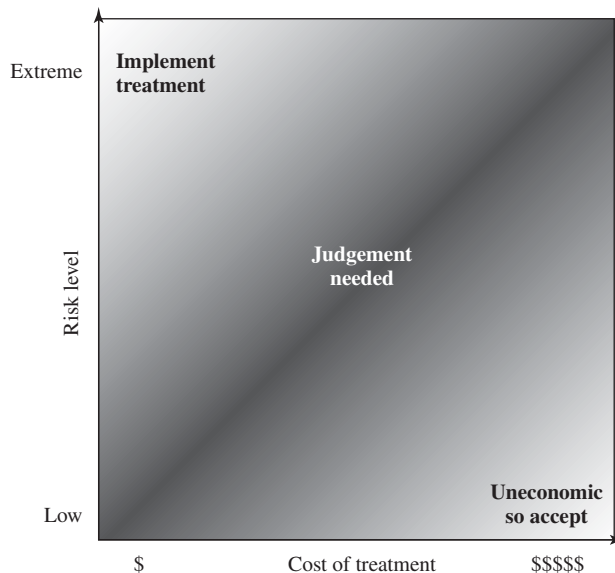 Extreme
Implement
treatment
Judgement
needed
Risk level
Uneconomic
so accept
Low
$
Cost of treatment
$$$$$